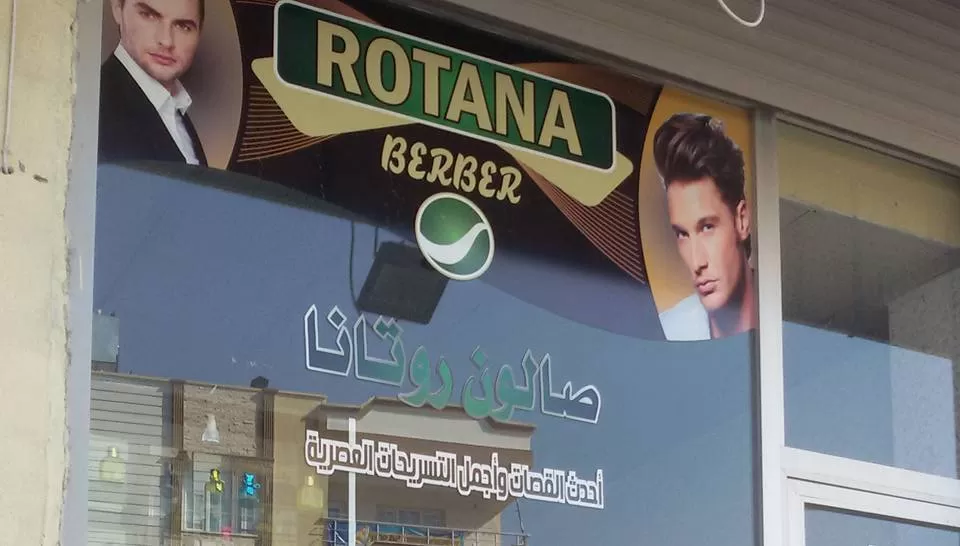 ROTANA
BERBER
صالون روتانا
أحدث القصات وأجمل التسريحات العصرية